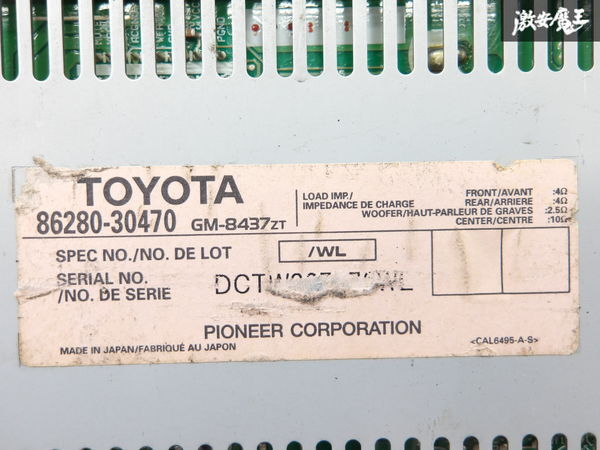 激安魔王
TOYOTA
86280-30470 GM-8437ZT
LOAD IMP./
IMPEDANCE DE CHARGE
FRONT/AVANT :4Ω
REAR/ARRIERE :4Ω
WOOFER/HAUT-PARLEUR DE GRAVES :2.5Ω
CENTER/CENTRE :10Ω
SPEC NO./NO. DE LOT /WL
SERIAL NO.
/NO. DE SERIE
PIONEER CORPORATION
MADE IN JAPAN/FABRIQUÉ AU JAPON
<CAL6495-A-S>